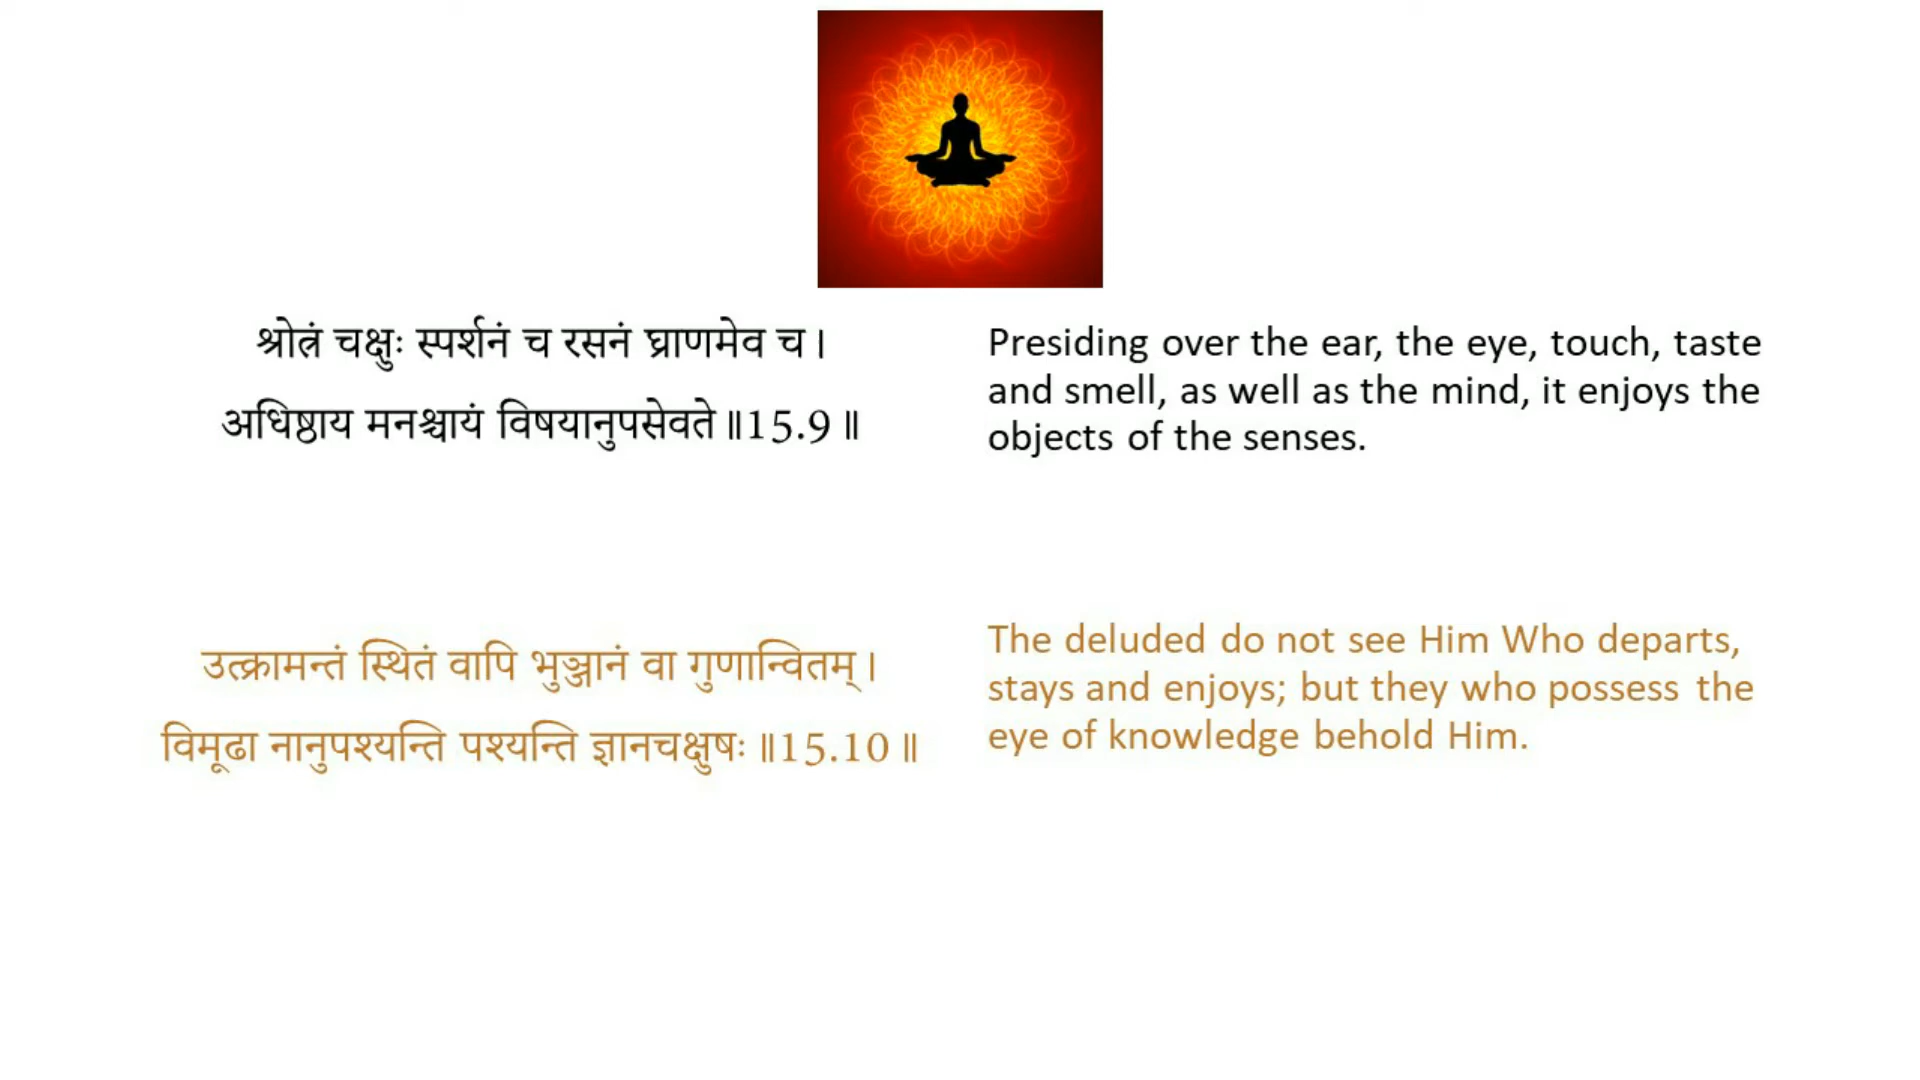 श्रोत्रं चक्षुः स्पर्शनं च रसनं घ्राणमेव च ।
अधिष्ठाय मनश्चायं विषयानुपसेवते ॥15.9 ॥
Presiding over the ear, the eye, touch, taste
and smell, as well as the mind, it enjoys the
objects of the senses.
उत्क्रामन्तं स्थितं वापि भुञ्जानं वा गुणान्वितम् ।
विमूढा नानुपश्यन्ति पश्यन्ति ज्ञानचक्षुषः ॥15.10 ॥
The deluded do not see Him Who departs,
stays and enjoys; but they who possess the
eye of knowledge behold Him.